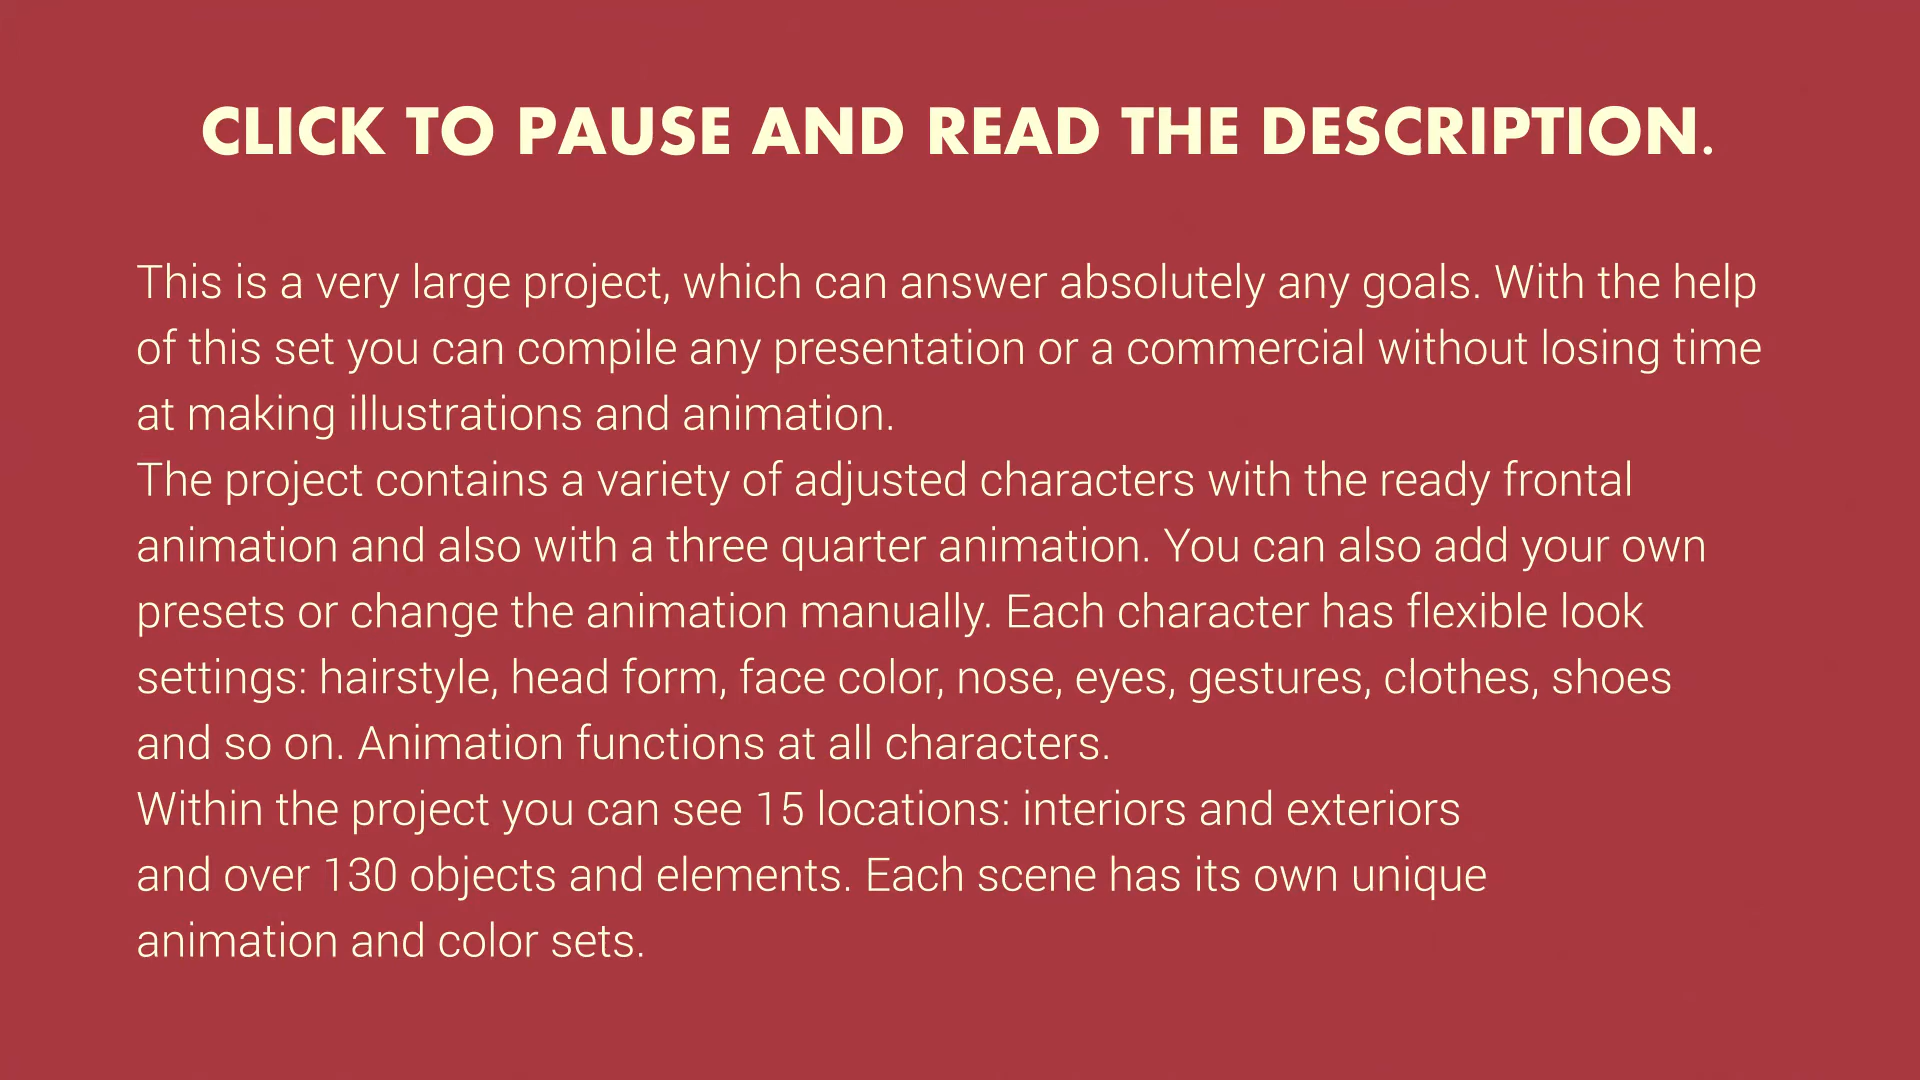 CLICK TO PAUSE AND READ THE DESCRIPTION.
This is a very large project, which can answer absolutely any goals. With the help
of this set you can compile any presentation or a commercial without losing time
at making illustrations and animation.
The project contains a variety of adjusted characters with the ready frontal
animation and also with a three quarter animation. You can also add your own
presets or change the animation manually. Each character has flexible look
settings: hairstyle, head form, face color, nose, eyes, gestures, clothes, shoes
and so on. Animation functions at all characters.
Within the project you can see 15 locations: interiors and exteriors
and over 130 objects and elements. Each scene has its own unique
animation and color sets.